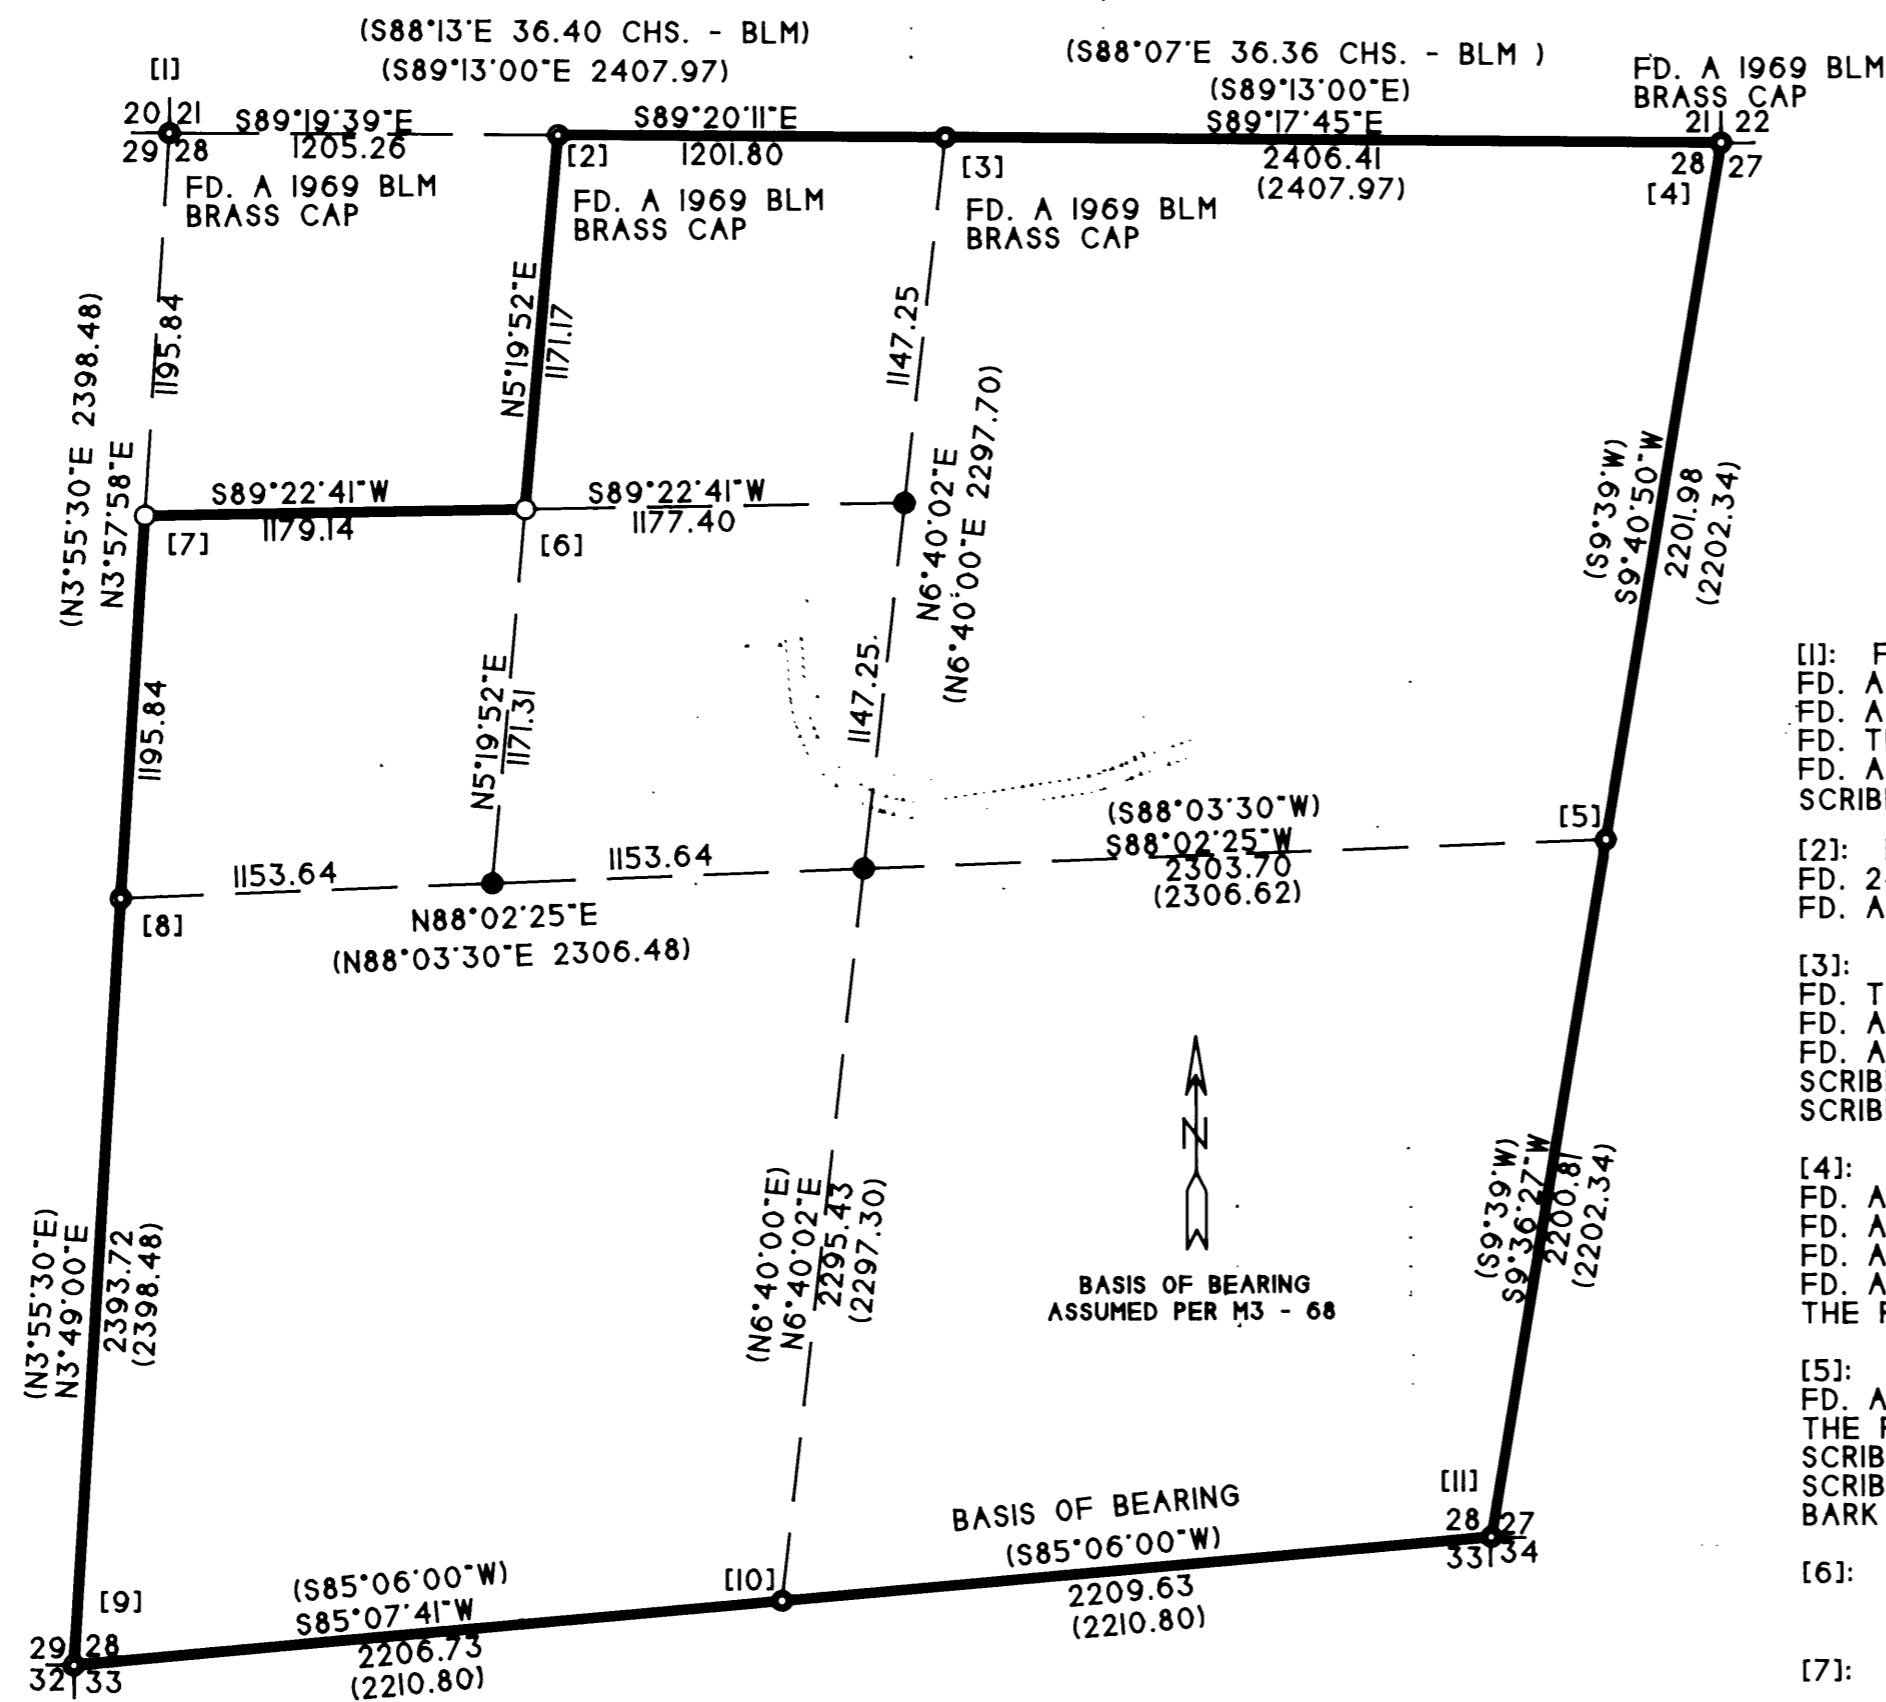 (S88°13'E 36.40 CHS. - BLM)
(S89°13'00"E 2407.97)
(S88°07'E 36.36 CHS. - BLM )
(S89°13'00"E)
FD. A 1969 BLM
BRASS CAP
[1]
20 21
29 28
S89°19'39"E
1205.26
S89°20'11"E
1201.80
S89°17'45"E
2406.41
(2407.97)
21 22
28 27
[4]
[2]
[3]
FD. A 1969 BLM
BRASS CAP
FD. A 1969 BLM
BRASS CAP
FD. A 1969 BLM
BRASS CAP
(N3°55'30"E 2398.48)
N3°57'58"E
1195.84
N5°19'52"E
1171.17
1147.25
N6°40'02"E
(N6°40'00"E 2297.70)
(S9°39'W)
S9°40'50"W
2201.98
(2202.34)
S89°22'41"W
1179.14
S89°22'41"W
1177.40
[7]
[6]
1195.84
N5°19'52"E
1171.31
1147.25
(S88°03'30"W)
S88°02'25"W
2303.70
(2306.62)
[5]
1153.64
1153.64
[8]
N88°02'25"E
(N88°03'30"E 2306.48)
(N3°55'30"E)
N3°49'00"E
2393.72
(2398.48)
(N6°40'00"E)
N6°40'02"E
2295.43
(2297.30)
N
BASIS OF BEARING
ASSUMED PER M3 - 68
(S9°39'W)
S9°36'27"W
2200.81
(2202.34)
[11]
28 27
33 34
BASIS OF BEARING
(S85°06'00"W)
2209.63
(2210.80)
[10]
[9]
(S85°06'00"W)
S85°07'41"W
2206.73
(2210.80)
29 28
32 33
[1]: F
FD. A
FD. A
FD.
FD. A
[2]:
FD. 2
FD. A
[3]:
FD. T
FD. A
FD. A
SCRIB
SCRIB
[4]:
FD. A
FD. A
FD. A
FD. A
THE
[5]:
FD. A
THE
SCRIB
SCRIB
BARK
[6]:
[7]: